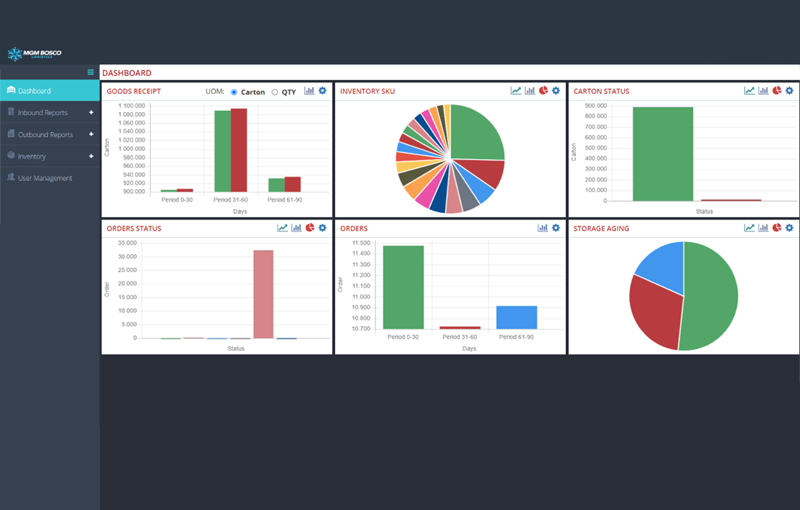 MGM BOSCO
LOGISTICS
Dashboard
Inbound Reports
Outbound Reports
Inventory
User Management
DASHBOARD
GOODS RECEIPT
UOM: Carton QTY
1.100.000
1.080.000
1.060.000
1.040.000
1.020.000
1.000.000
980.000
960.000
940.000
920.000
900.000
Carton
Period 0-30 Period 31-60 Period 61-90
Days
INVENTORY SKU
CARTON STATUS
900.000
800.000
700.000
600.000
500.000
400.000
300.000
200.000
100.000
0
Carton
Status
ORDERS STATUS
35.000
30.000
25.000
20.000
15.000
10.000
5.000
0
Order
Status
ORDERS
11.500
11.400
11.300
11.200
11.100
11.000
10.900
10.800
10.700
Order
Period 0-30 Period 31-60 Period 61-90
Days
STORAGE AGING